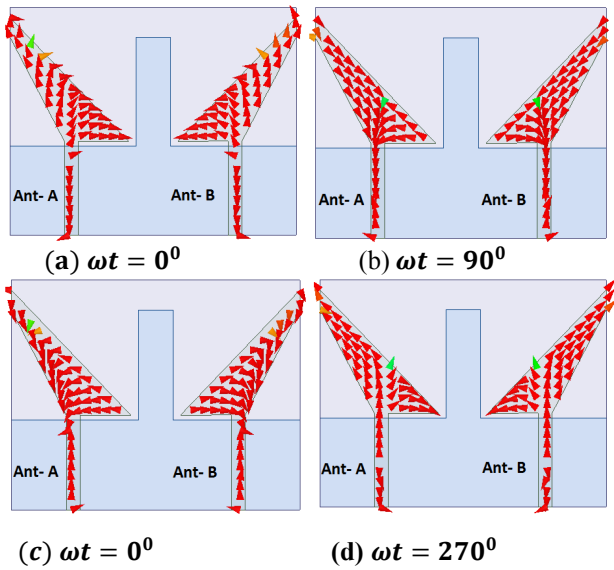 Ant- A Ant- B Ant- A Ant- B
(a) ωt = 0⁰ (b) ωt = 90⁰
Ant- A Ant- B Ant- A Ant- B
(c) ωt = 0⁰ (d) ωt = 270⁰